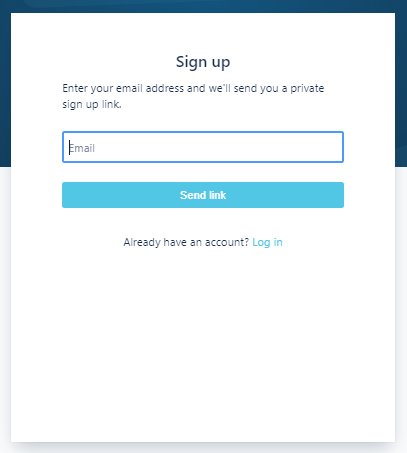 Sign up
Enter your email address and we'll send you a private
sign up link.
Email
Send link
Already have an account? Log in